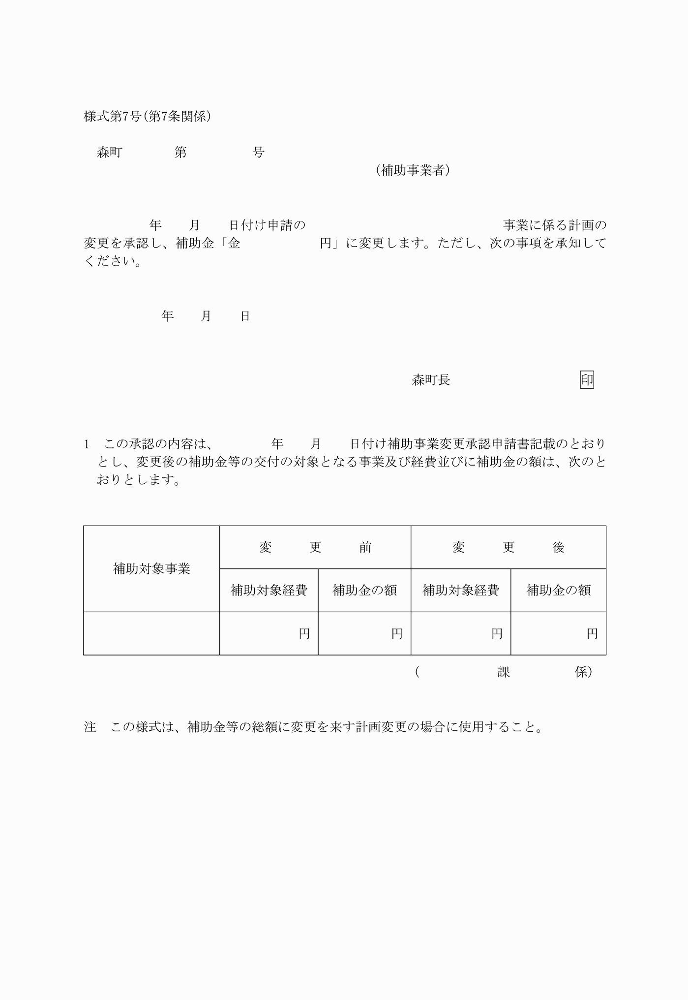 様式第7号(第7条関係)
森町　　　　第　　　　　号
(補助事業者)
年　　月　　日付け申請の　　　　　　　　　　　　　　　事業に係る計画の
変更を承認し、補助金「金　　　　　　円」に変更します。ただし、次の事項を承知して
ください。
年　　月　　日
森町長　　　　　　　　　　印
1　この承認の内容は、　　　　年　　月　　日付け補助事業変更承認申請書記載のとおり
とし、変更後の補助金等の交付の対象となる事業及び経費並びに補助金の額は、次のと
おりとします。
補助対象事業　変　更　前　変　更　後
補助対象経費　補助金の額　補助対象経費　補助金の額
円　円　円　円
(　　　　　　課　　　　　係)
注　この様式は、補助金等の総額に変更を来す計画変更の場合に使用すること。